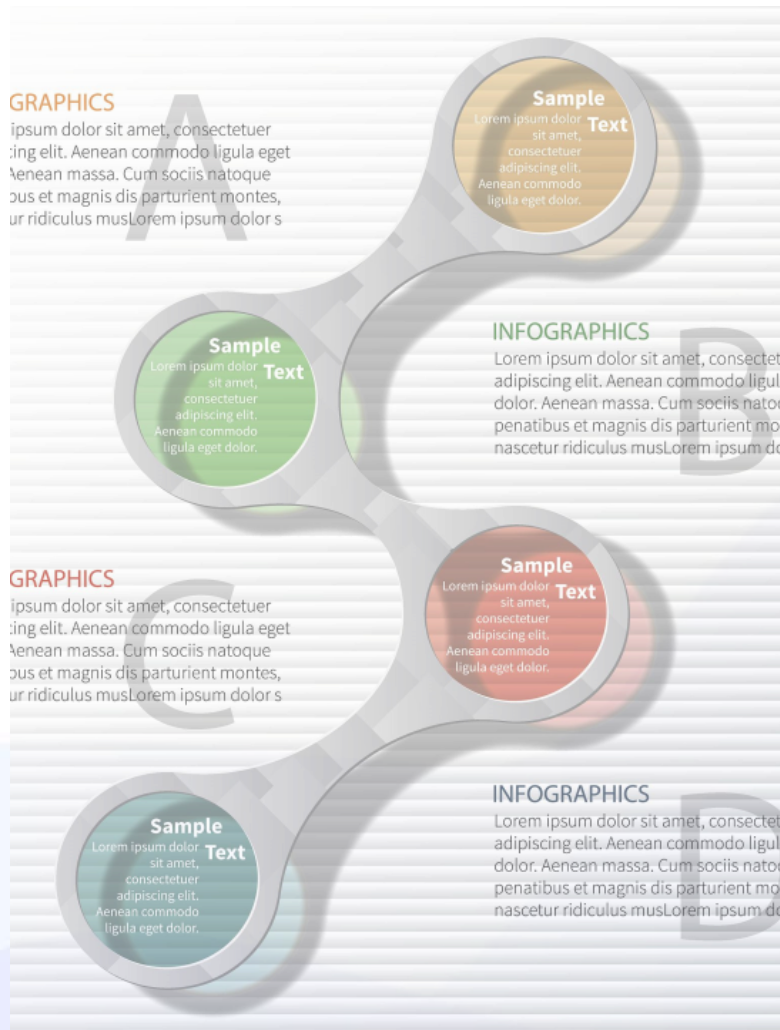 A
GRAPHICS
ipsum dolor sit amet, consectetuer
cing elit. Aenean commodo ligula eget
Aenean massa. Cum sociis natoque
bus et magnis dis parturient montes,
ur ridiculus musLorem ipsum dolor s
Sample
Text
Lorem ipsum dolor
sit amet,
consectetuer
adipiscing elit.
Aenean commodo
ligula eget dolor.
Sample
Text
Lorem ipsum dolor
sit amet,
consectetuer
adipiscing elit.
Aenean commodo
ligula eget dolor.
B
INFOGRAPHICS
Lorem ipsum dolor sit amet, consectet
adipiscing elit. Aenean commodo ligul
dolor. Aenean massa. Cum sociis natoq
penatibus et magnis dis parturient mo
nascetur ridiculus musLorem ipsum do
C
GRAPHICS
ipsum dolor sit amet, consectetuer
cing elit. Aenean commodo ligula eget
Aenean massa. Cum sociis natoque
bus et magnis dis parturient montes,
ur ridiculus musLorem ipsum dolor s
Sample
Text
Lorem ipsum dolor
sit amet,
consectetuer
adipiscing elit.
Aenean commodo
ligula eget dolor.
Sample
Text
Lorem ipsum dolor
sit amet,
consectetuer
adipiscing elit.
Aenean commodo
ligula eget dolor.
D
INFOGRAPHICS
Lorem ipsum dolor sit amet, consectet
adipiscing elit. Aenean commodo ligul
dolor. Aenean massa. Cum sociis natoq
penatibus et magnis dis parturient mo
nascetur ridiculus musLorem ipsum do